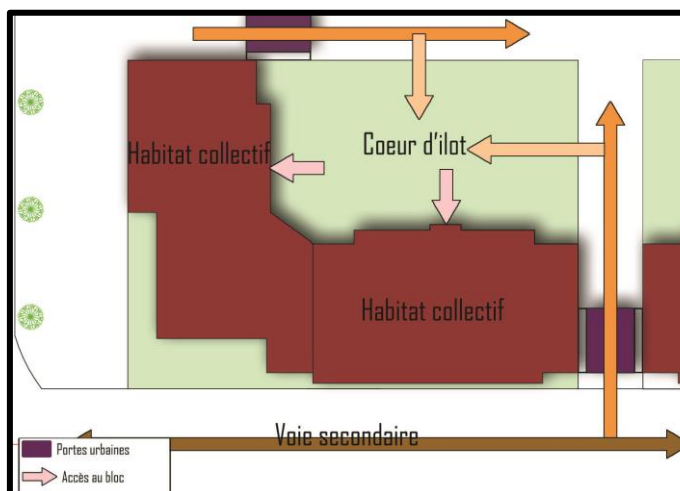 Habitat collectif
Coeur d'ilot
Habitat collectif
Voie secondaire
Portes urbaines
Accès au bloc